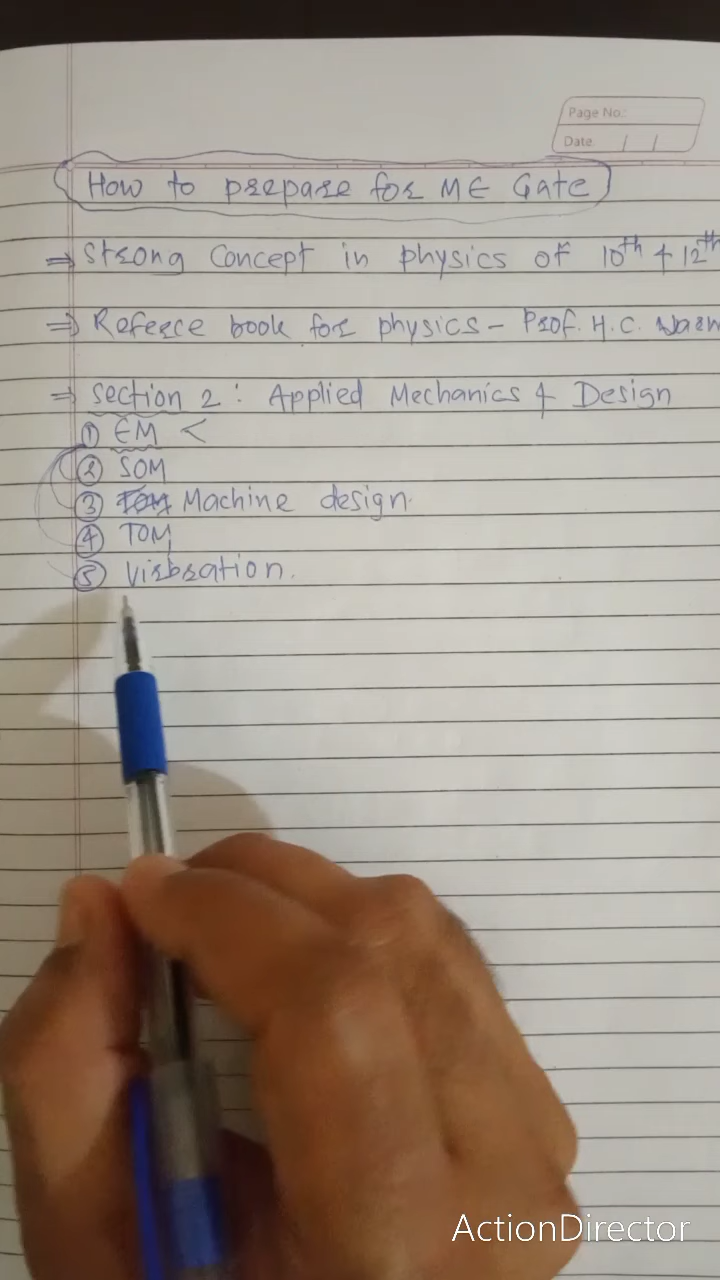 Page No.:
Date / /
How to prepare for ME Gate
⇒ Strong Concept in physics of 10th & 12th
⇒ Referce book for physics - Prof. H.C.
⇒ Section 2 : Applied Mechanics & Design
① EM <
② SOM
③ Machine design.
④ TOM
⑤ Virbration.
ActionDirector